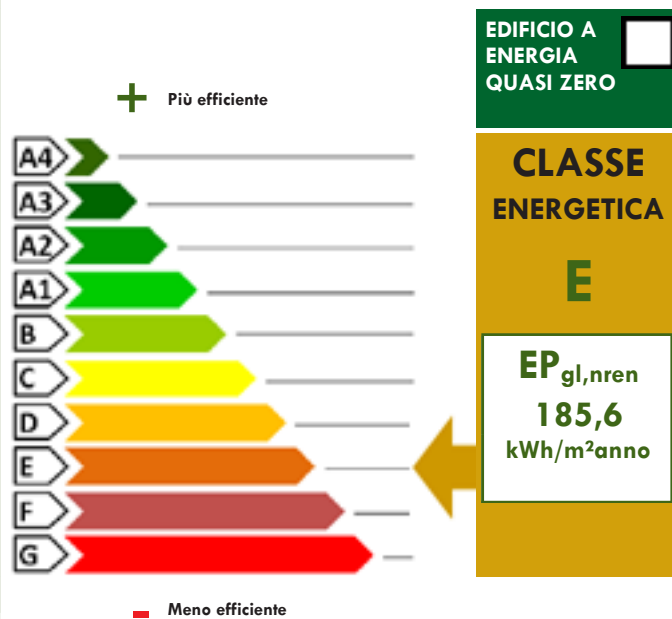 EDIFICIO A
ENERGIA
QUASI ZERO
+ Più efficiente
A4
A3
A2
A1
B
C
D
E
F
G
- Meno efficiente
CLASSE
ENERGETICA
E
EPgl,nren
185,6
kWh/m²anno